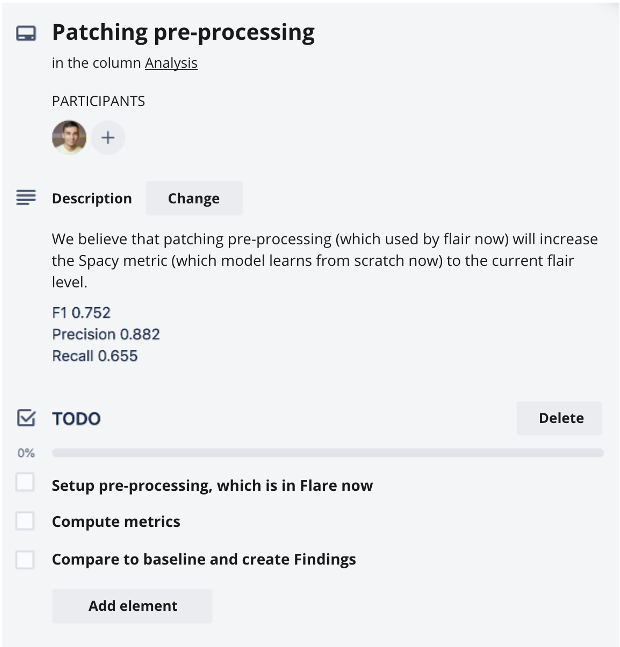 Patching pre-processing
in the column Analysis
PARTICIPANTS
+
Description
Change
We believe that patching pre-processing (which used by flair now) will increase
the Spacy metric (which model learns from scratch now) to the current flair
level.
F1 0.752
Precision 0.882
Recall 0.655
TODO
Delete
0%
Setup pre-processing, which is in Flare now
Compute metrics
Compare to baseline and create Findings
Add element